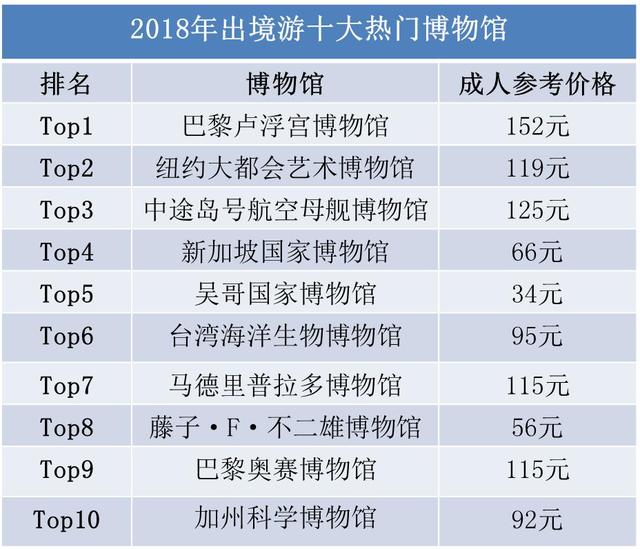 2018年出境游十大热门博物馆
排名 博物馆 成人参考价格
Top1 巴黎卢浮宫博物馆 152元
Top2 纽约大都会艺术博物馆 119元
Top3 中途岛号航空母舰博物馆 125元
Top4 新加坡国家博物馆 66元
Top5 吴哥国家博物馆 34元
Top6 台湾海洋生物博物馆 95元
Top7 马德里普拉多博物馆 115元
Top8 藤子·F·不二雄博物馆 56元
Top9 巴黎奥赛博物馆 115元
Top10 加州科学博物馆 92元